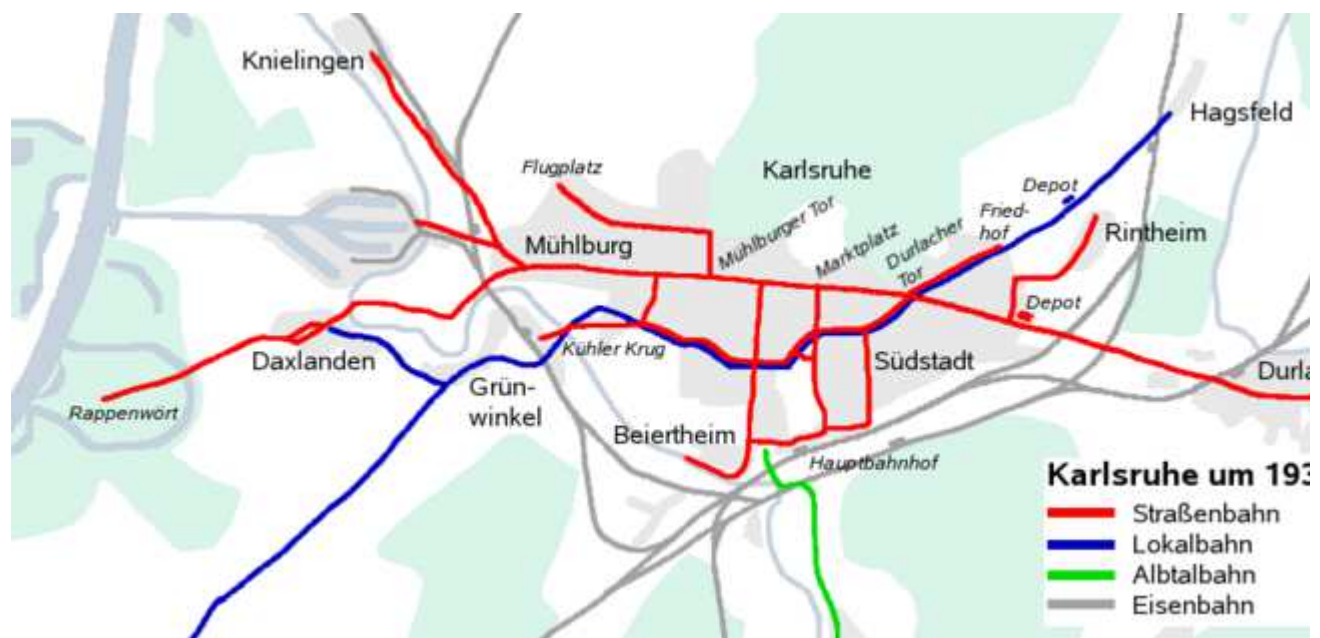 Knielingen
Hagsfeld
Flugplatz
Karlsruhe
Depot
Mühlburger Tor
Marktplatz
Durlacher
Tor
Fried-
hof
Rintheim
Mühlburg
Depot
Kühler Krug
Daxlanden
Südstadt
Durla
Grün-
winkel
Rappenwört
Beiertheim
Hauptbahnhof
Karlsruhe um 193
Straßenbahn
Lokalbahn
Albtalbahn
Eisenbahn